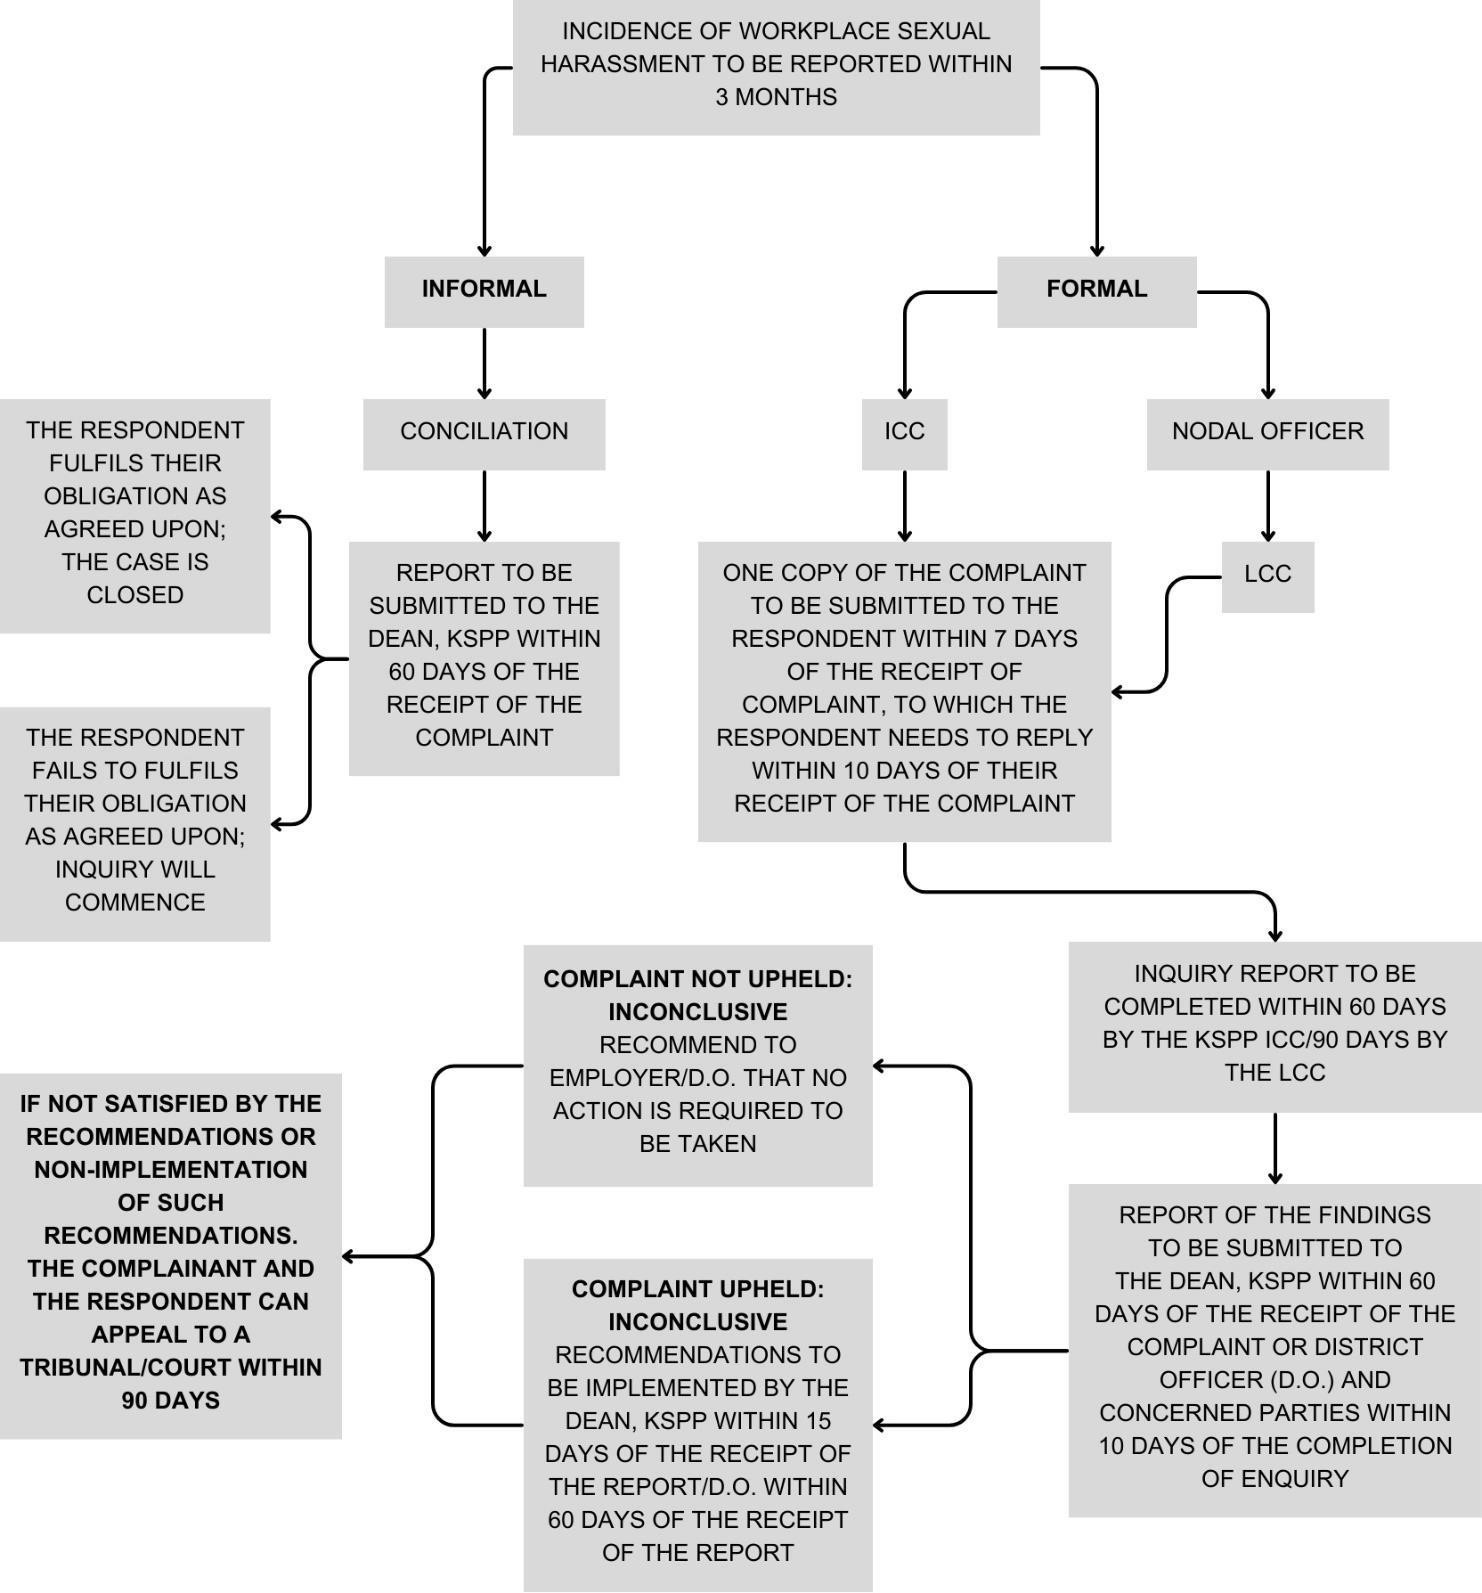 INCIDENCE OF WORKPLACE SEXUAL
HARASSMENT TO BE REPORTED WITHIN
3 MONTHS
INFORMAL
FORMAL
CONCILIATION
ICC
NODAL OFFICER
THE RESPONDENT
FULFILS THEIR
OBLIGATION AS
AGREED UPON;
THE CASE IS
CLOSED
REPORT TO BE
SUBMITTED TO THE
DEAN, KSPP WITHIN
60 DAYS OF THE
RECEIPT OF THE
COMPLAINT
ONE COPY OF THE COMPLAINT
TO BE SUBMITTED TO THE
RESPONDENT WITHIN 7 DAYS
OF THE RECEIPT OF
COMPLAINT, TO WHICH THE
RESPONDENT NEEDS TO REPLY
WITHIN 10 DAYS OF THEIR
RECEIPT OF THE COMPLAINT
LCC
THE RESPONDENT
FAILS TO FULFILS
THEIR OBLIGATION
AS AGREED UPON;
INQUIRY WILL
COMMENCE
INQUIRY REPORT TO BE
COMPLETED WITHIN 60 DAYS
BY THE KSPP ICC/90 DAYS BY
THE LCC
COMPLAINT NOT UPHELD:
INCONCLUSIVE
RECOMMEND TO
EMPLOYER/D.O. THAT NO
ACTION IS REQUIRED TO
BE TAKEN
REPORT OF THE FINDINGS
TO BE SUBMITTED TO
THE DEAN, KSPP WITHIN 60
DAYS OF THE RECEIPT OF THE
COMPLAINT OR DISTRICT
OFFICER (D.O.) AND
CONCERNED PARTIES WITHIN
10 DAYS OF THE COMPLETION
OF ENQUIRY
COMPLAINT UPHELD:
INCONCLUSIVE
RECOMMENDATIONS TO
BE IMPLEMENTED BY THE
DEAN, KSPP WITHIN 15
DAYS OF THE RECEIPT OF
THE REPORT/D.O. WITHIN
60 DAYS OF THE RECEIPT
OF THE REPORT
IF NOT SATISFIED BY THE
RECOMMENDATIONS OR
NON-IMPLEMENTATION
OF SUCH
RECOMMENDATIONS.
THE COMPLAINANT AND
THE RESPONDENT CAN
APPEAL TO A
TRIBUNAL/COURT WITHIN
90 DAYS